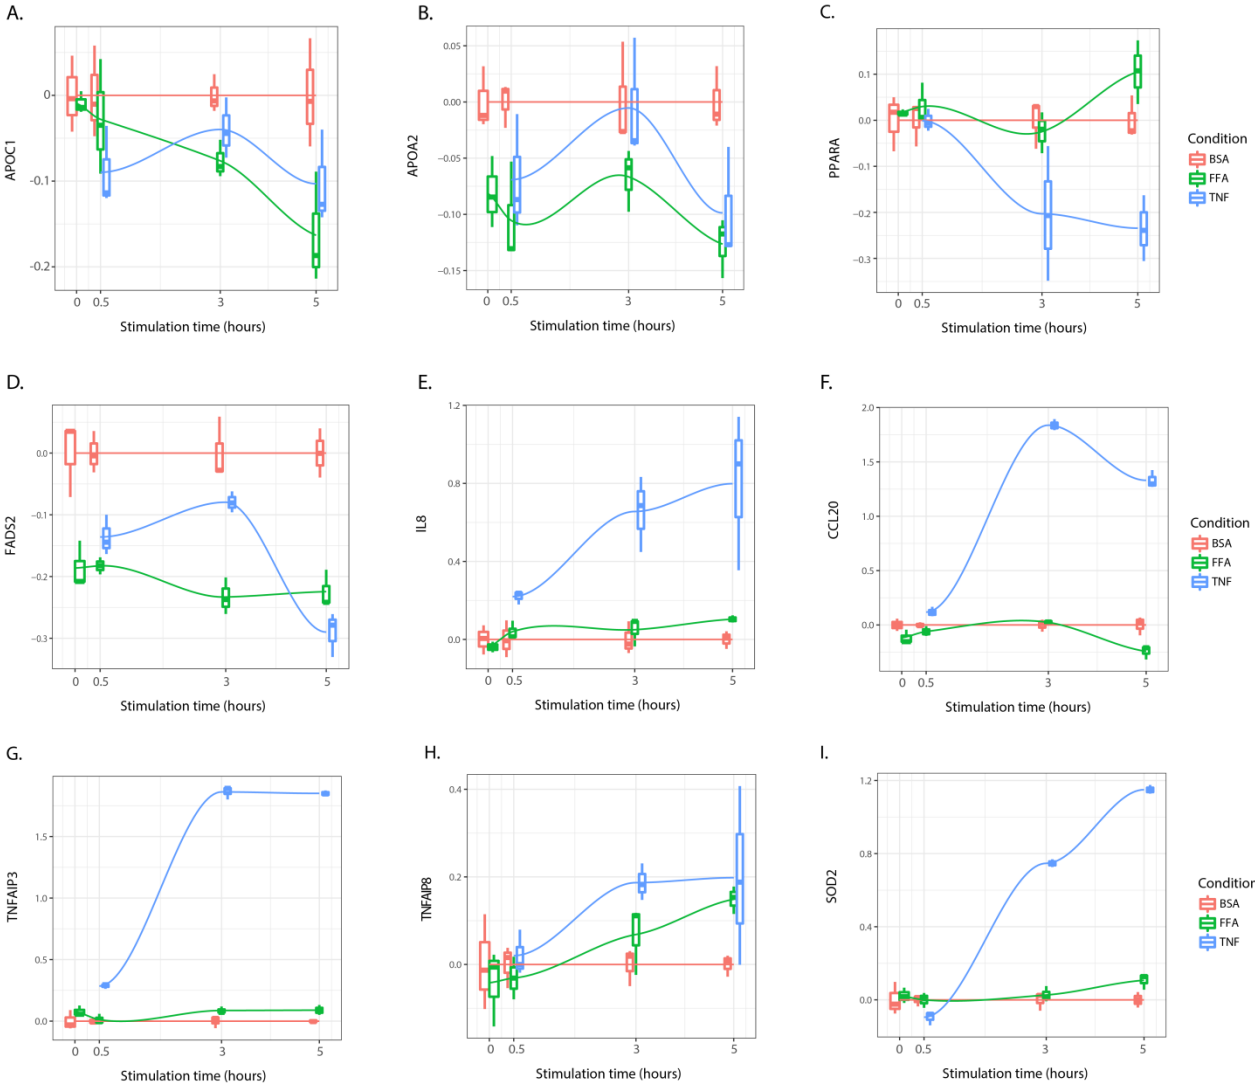 A.
B.
C.
APOC1
0
-0.1
-0.2
0 0.5 3 5
Stimulation time (hours)
APOA2
0.05
0.00
−0.05
−0.10
−0.15
0 0.5 3 5
Stimulation time (hours)
PPARA
0.1
0.0
−0.1
−0.2
−0.3
0 0.5 3 5
Stimulation time (hours)
Condition
BSA
FFA
TNF
D.
E.
F.
FADS2
0.0
−0.1
−0.2
−0.3
0 0.5 3 5
Stimulation time (hours)
IL8
1.2
0.8
0.4
0.0
0 0.5 3 5
Stimulation time (hours)
CCL20
2.0
1.5
1.0
0.5
0.0
0 0.5 3 5
Stimulation time (hours)
Condition
BSA
FFA
TNF
G.
H.
I.
TNFAIP3
1.5
1.0
0.5
0.0
0 0.5 3 5
Stimulation time (hours)
TNFAIP8
0.4
0.2
0.0
0 0.5 3 5
Stimulation time (hours)
SOD2
1.2
0.8
0.4
0.0
0 0.5 3 5
Stimulation time (hours)
Condition
BSA
FFA
TNF